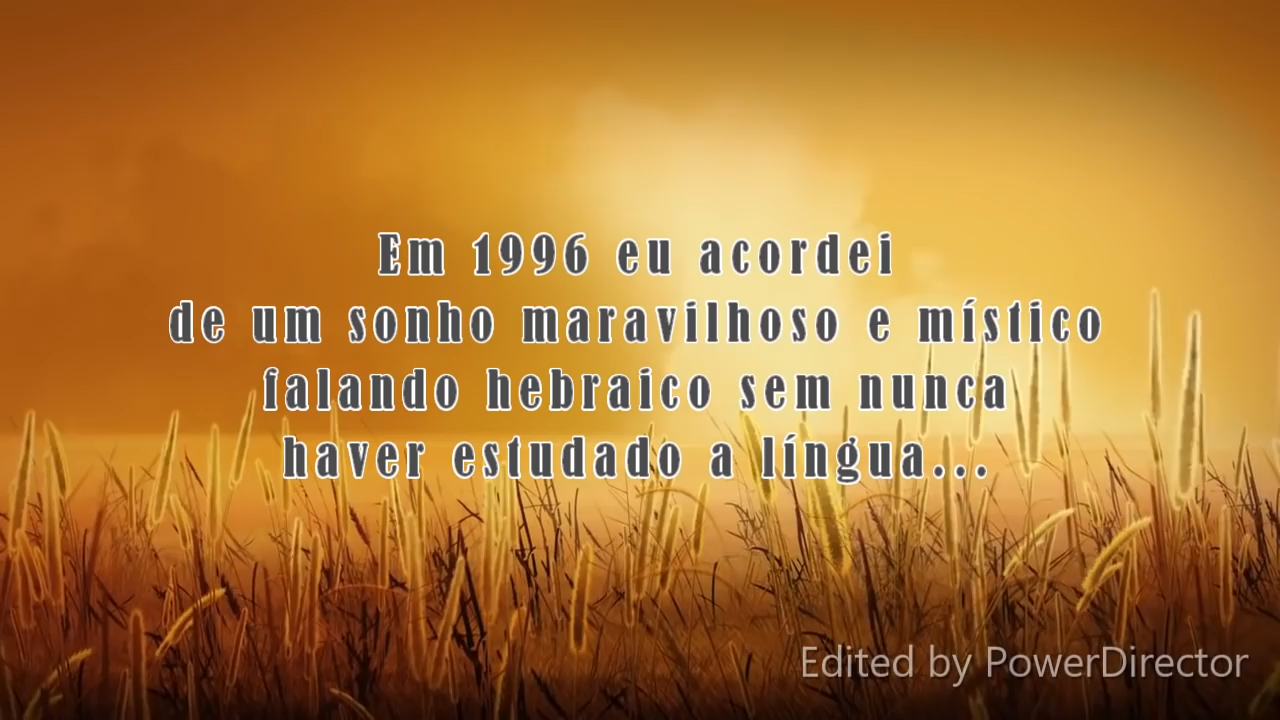 Em 1996 eu acordei
de um sonho maravilhoso e místico
falando hebraico sem nunca
haver estudado a língua...
Edited by PowerDirector